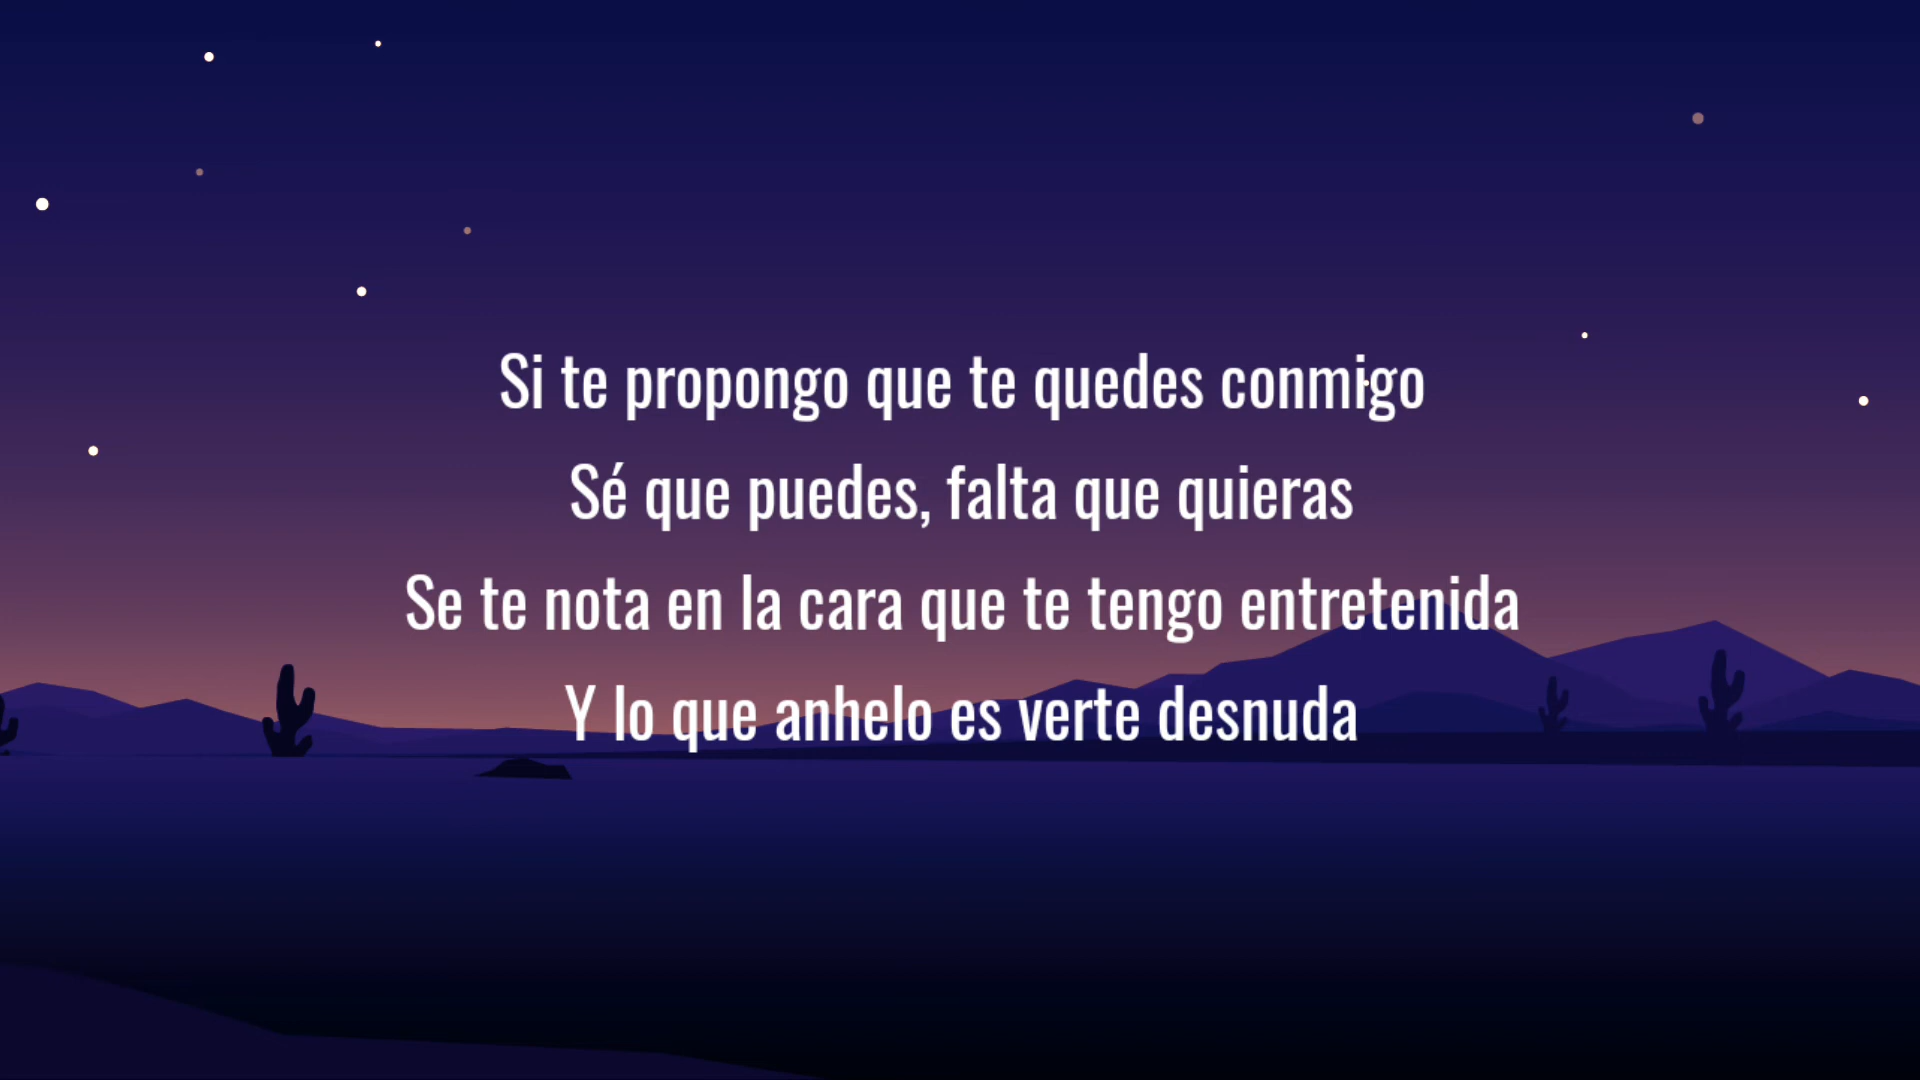 Si te propongo que te quedes conmigo
Sé que puedes, falta que quieras
Se te nota en la cara que te tengo entretenida
Y lo que anhelo es verte desnuda